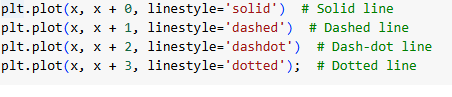 plt.plot(x, x + 0, linestyle='solid')  # Solid line
plt.plot(x, x + 1, linestyle='dashed')  # Dashed line
plt.plot(x, x + 2, linestyle='dashdot')  # Dash-dot line
plt.plot(x, x + 3, linestyle='dotted');  # Dotted line